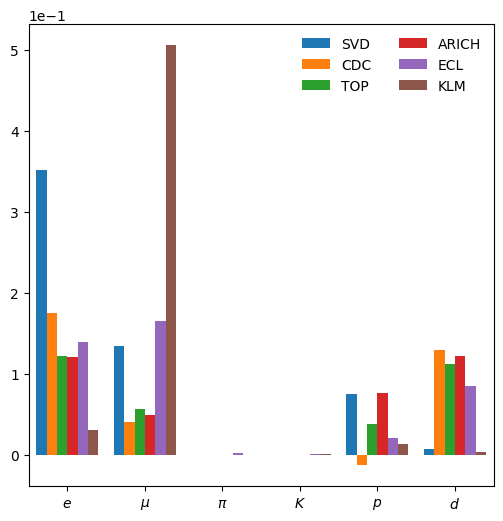 1e−1
SVD
CDC
TOP
ARICH
ECL
KLM
5
4
3
2
1
0
e μ π K p d